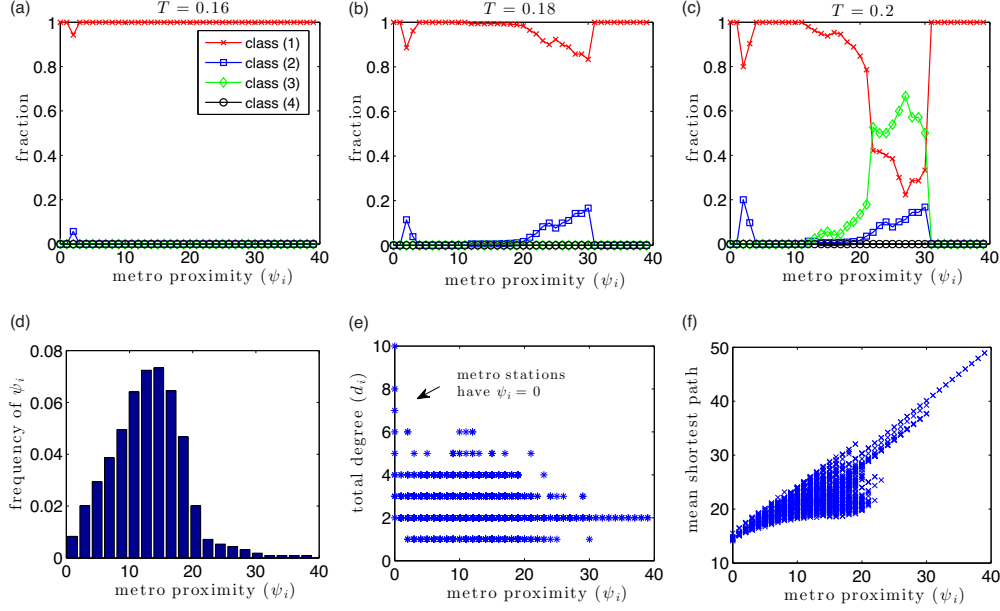 (a) T = 0.16
1
0.8
0.6
0.4
0.2
0
fraction
class (1)
class (2)
class (3)
class (4)
0 10 20 30 40
metro proximity (ψi)
(b) T = 0.18
1
0.8
0.6
0.4
0.2
0
fraction
0 10 20 30 40
metro proximity (ψi)
(c) T = 0.2
1
0.8
0.6
0.4
0.2
0
fraction
0 10 20 30 40
metro proximity (ψi)
(d)
0.08
0.06
0.04
0.02
0
frequency of ψi
0 10 20 30 40
metro proximity (ψi)
(e)
10
8
6
4
2
0
total degree (di)
metro stations
have ψi = 0
0 10 20 30 40
metro proximity (ψi)
(f)
50
40
30
20
10
mean shortest path
0 10 20 30 40
metro proximity (ψi)